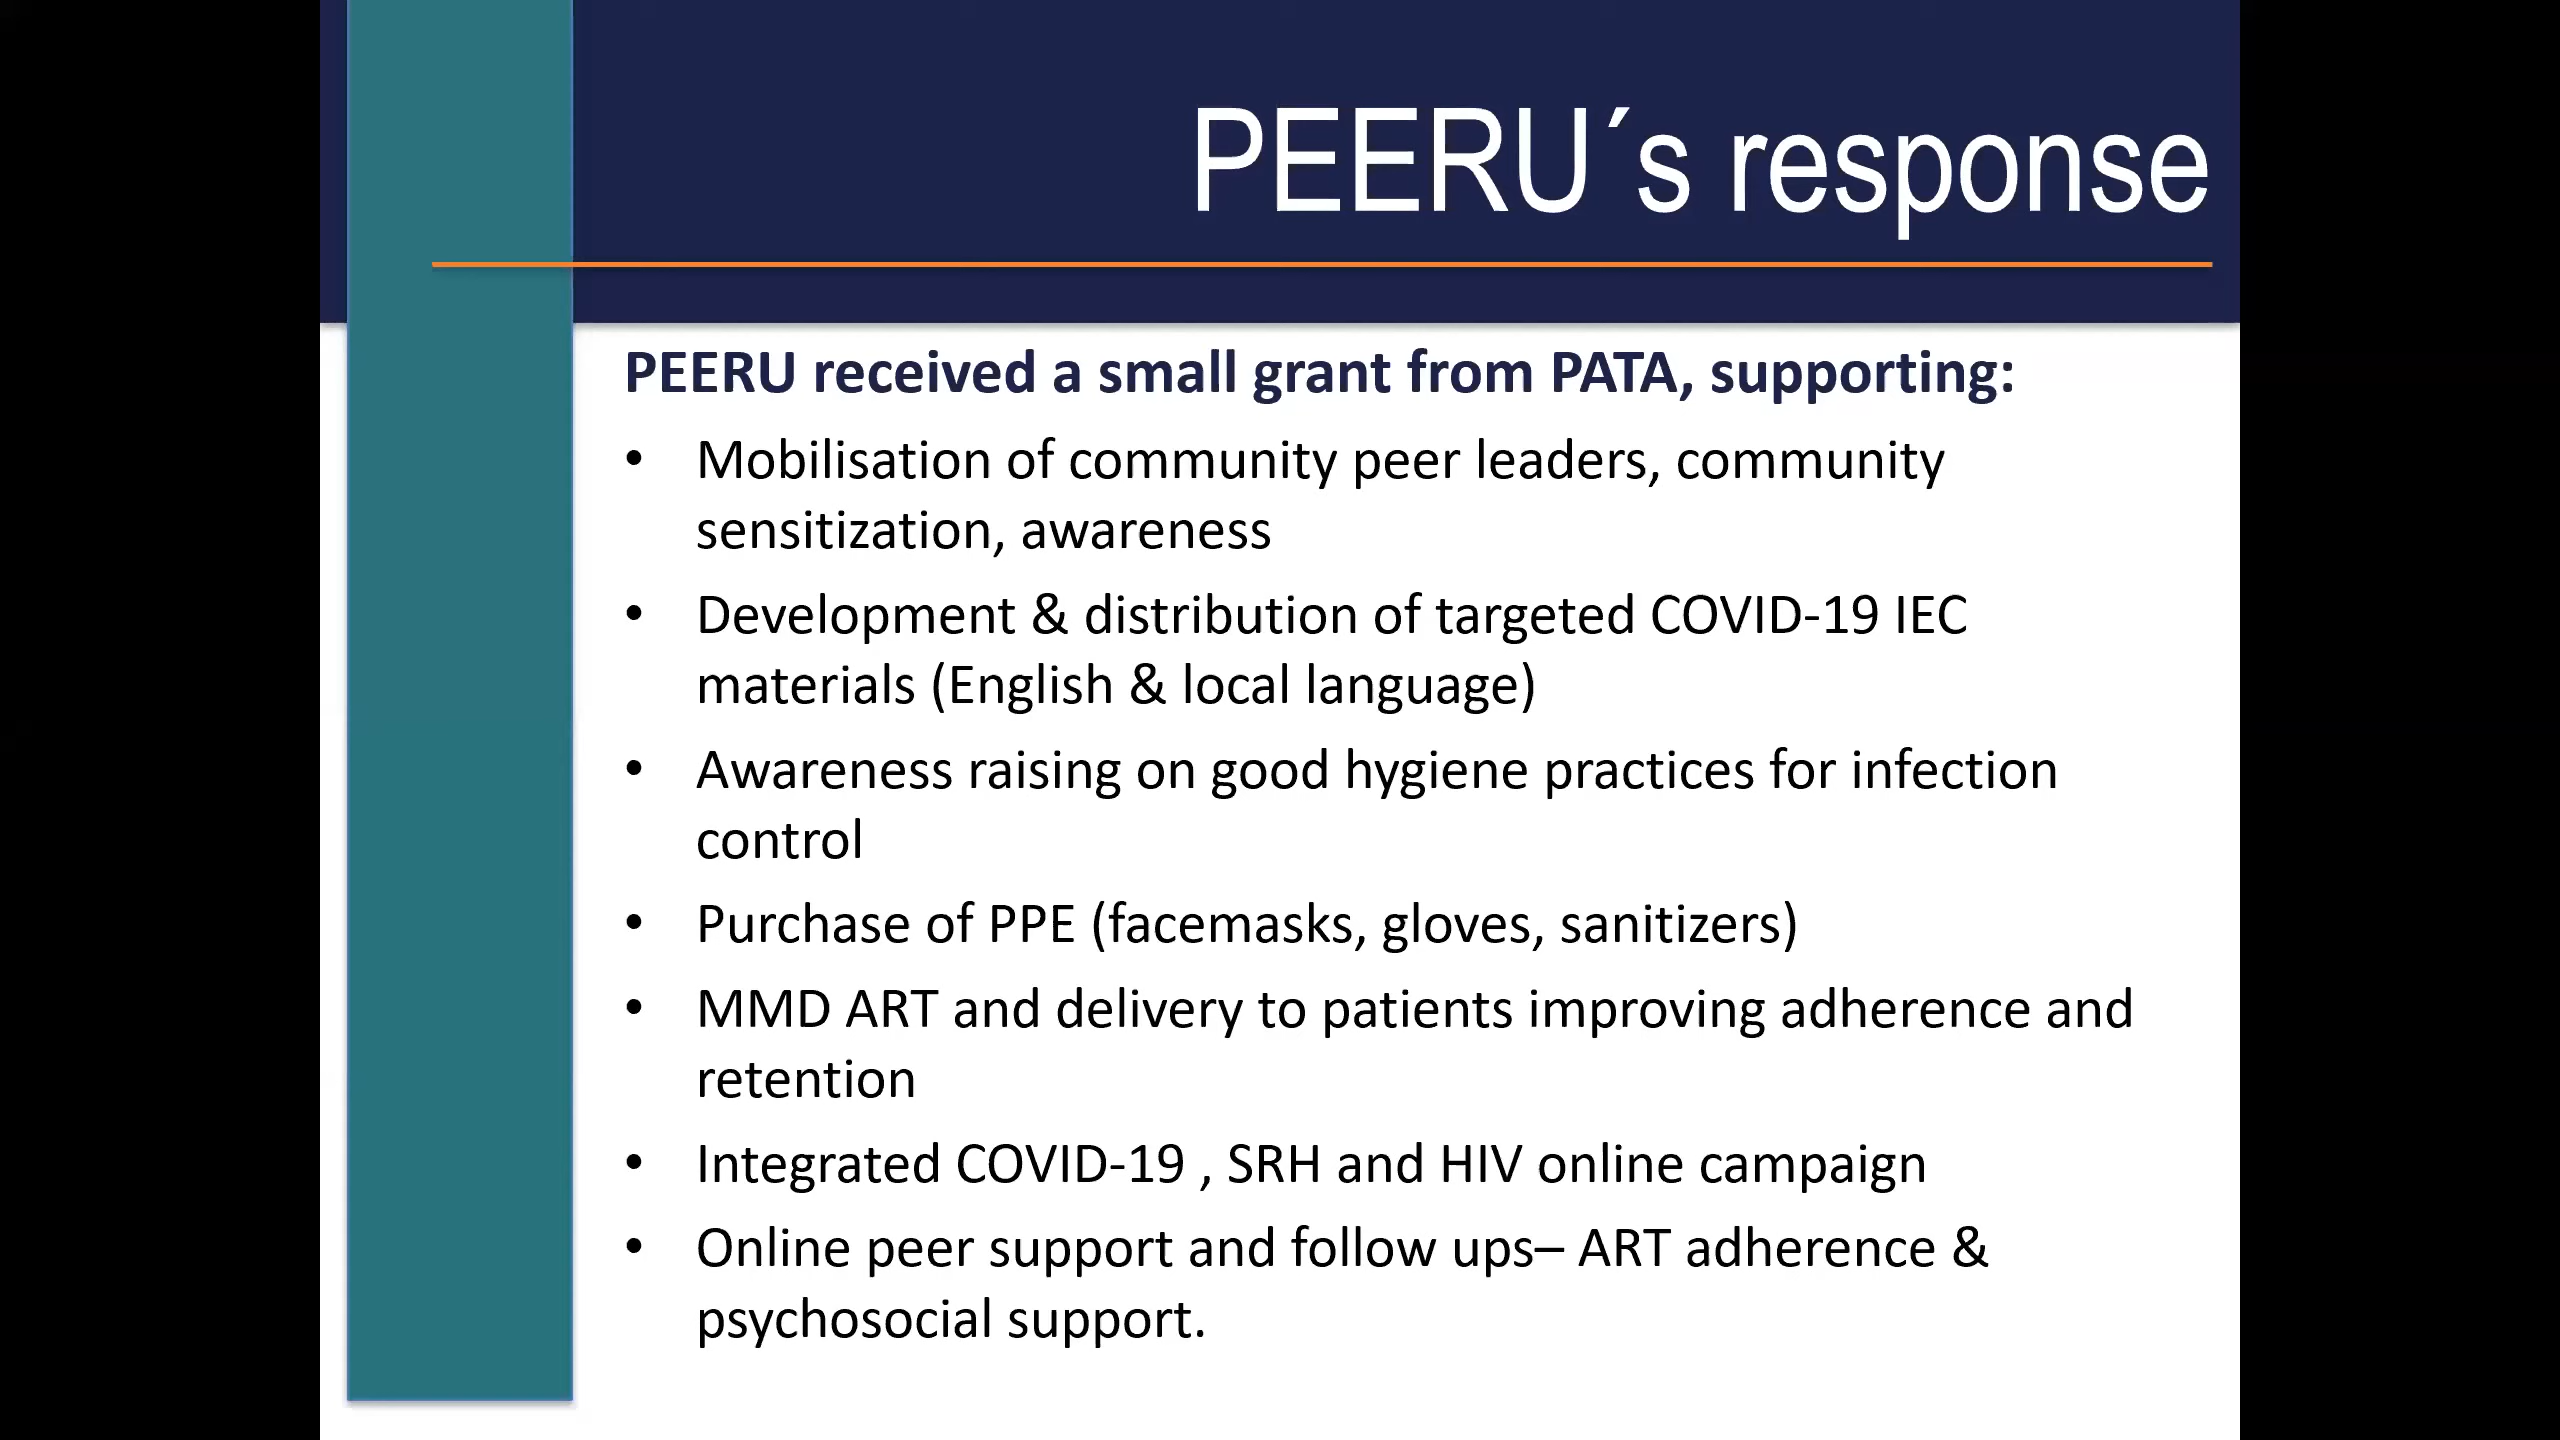 PEERU´s response
PEERU received a small grant from PATA, supporting:
• Mobilisation of community peer leaders, community
sensitization, awareness
• Development & distribution of targeted COVID-19 IEC
materials (English & local language)
• Awareness raising on good hygiene practices for infection
control
• Purchase of PPE (facemasks, gloves, sanitizers)
• MMD ART and delivery to patients improving adherence and
retention
• Integrated COVID-19 , SRH and HIV online campaign
• Online peer support and follow ups– ART adherence &
psychosocial support.